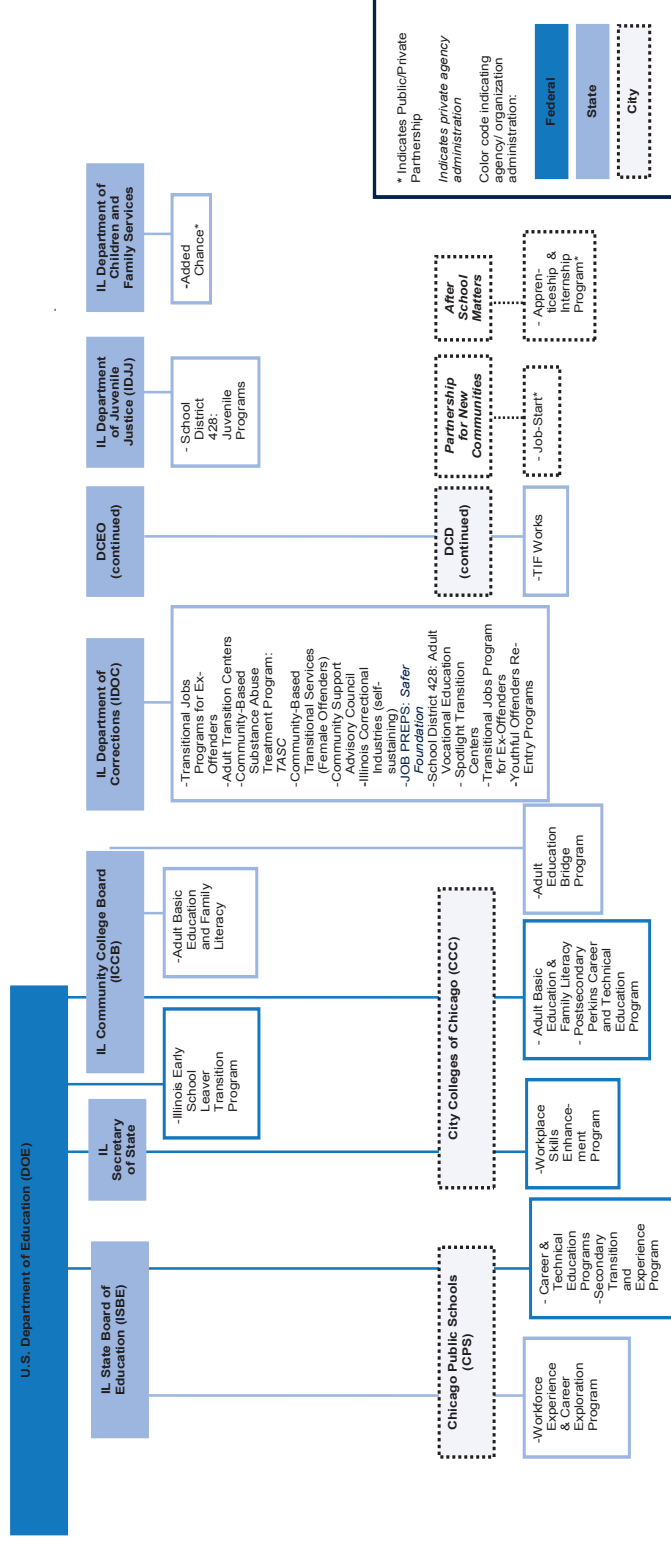 U.S. Department of Education (DOE)
IL State Board of
Education (ISBE)
IL
Secretary
of State
IL Community College Board
(ICCB)
IL Department of
Corrections (IDOC)
DCEO
(continued)
IL Department
of Juvenile
Justice (IDJJ)
IL Department of
Children and
Family Services
-Illinois Early
School
Leaver
Transition
Program
-Adult Basic
Education
and Family
Literacy
-Transitional Jobs
Programs for Ex-
Offenders
-Adult Transition Centers
-Community-Based
Substance Abuse
Treatment Program:
TASC
-Community-Based
Transitional Services
(Female Offenders)
-Community Support
Advisory Council
-Illinois Correctional
Industries (self-
sustaining)
-JOB PREPS: Safer
Foundation
-School District 428: Adult
Vocational Education
- Spotlight Transition
Centers
-Transitional Jobs Program
for Ex-Offenders
-Youthful Offenders Re-
Entry Programs
- School
District
428:
Juvenile
Programs
-Added
Chance*
Chicago Public Schools
(CPS)
City Colleges of Chicago (CCC)
DCD
(continued)
Partnership
for New
Communities
After
School
Matters
-Workforce
Experience
& Career
Exploration
Program
- Career &
Technical
Education
Programs
-Secondary
Transition
and
Experience
Program
-Workplace
Skills
Enhance-
ment
Program
- Adult Basic
Education &
Family Literacy
- Postsecondary
Perkins Career
and Technical
Education
Program
-Adult
Education
Bridge
Program
-TIF Works
- Job-Start*
- Appren-
ticeship &
Internship
Program*
* Indicates Public/Private
Partnership
Indicates private agency
administration
Color code indicating
agency/ organization
administration:
Federal
State
City